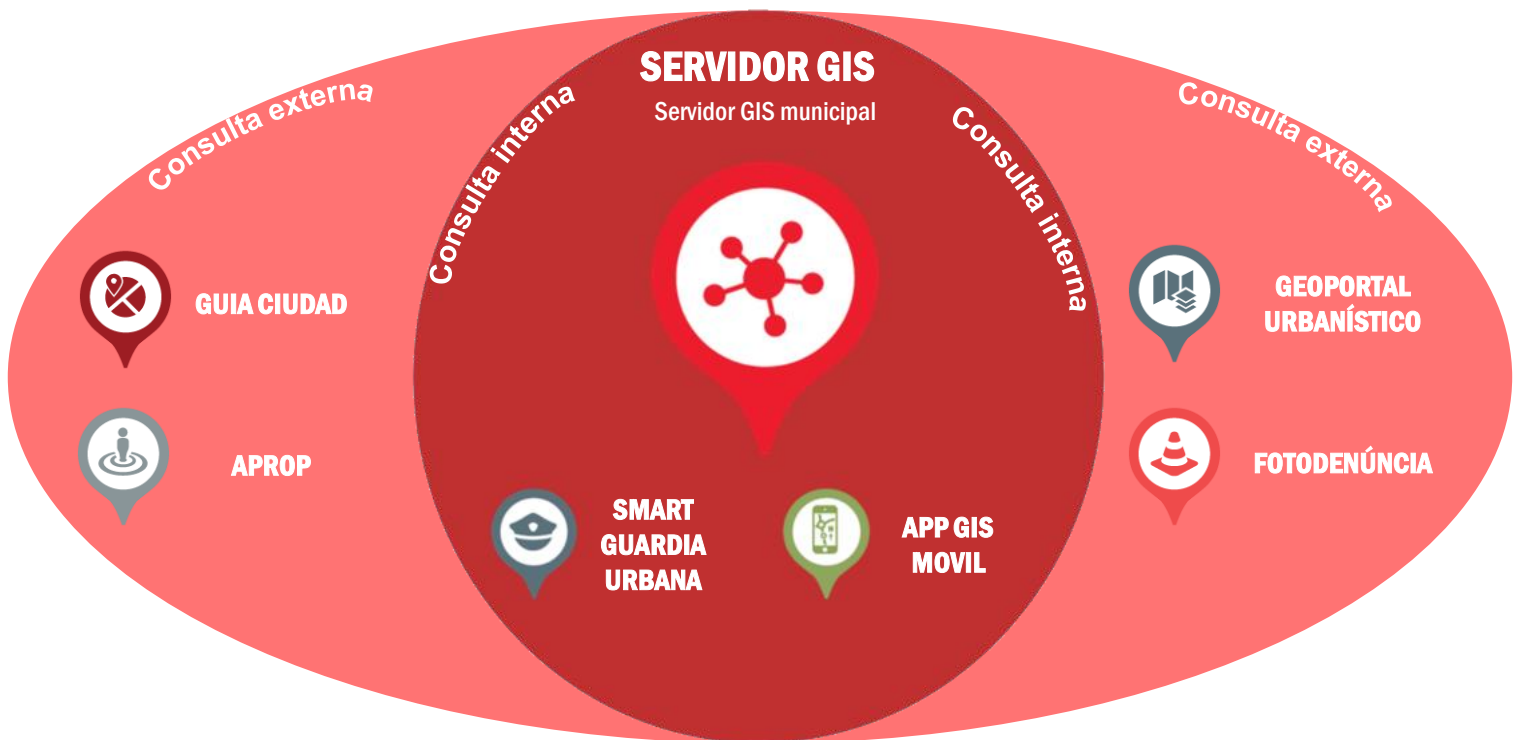 SERVIDOR GIS
Servidor GIS municipal
Consulta externa
Consulta interna
Consulta interna
Consulta externa
GUIA CIUDAD
APROP
SMART
GUARDIA
URBANA
APP GIS
MOVIL
GEOPORTAL
URBANÍSTICO
FOTODENÚNCIA